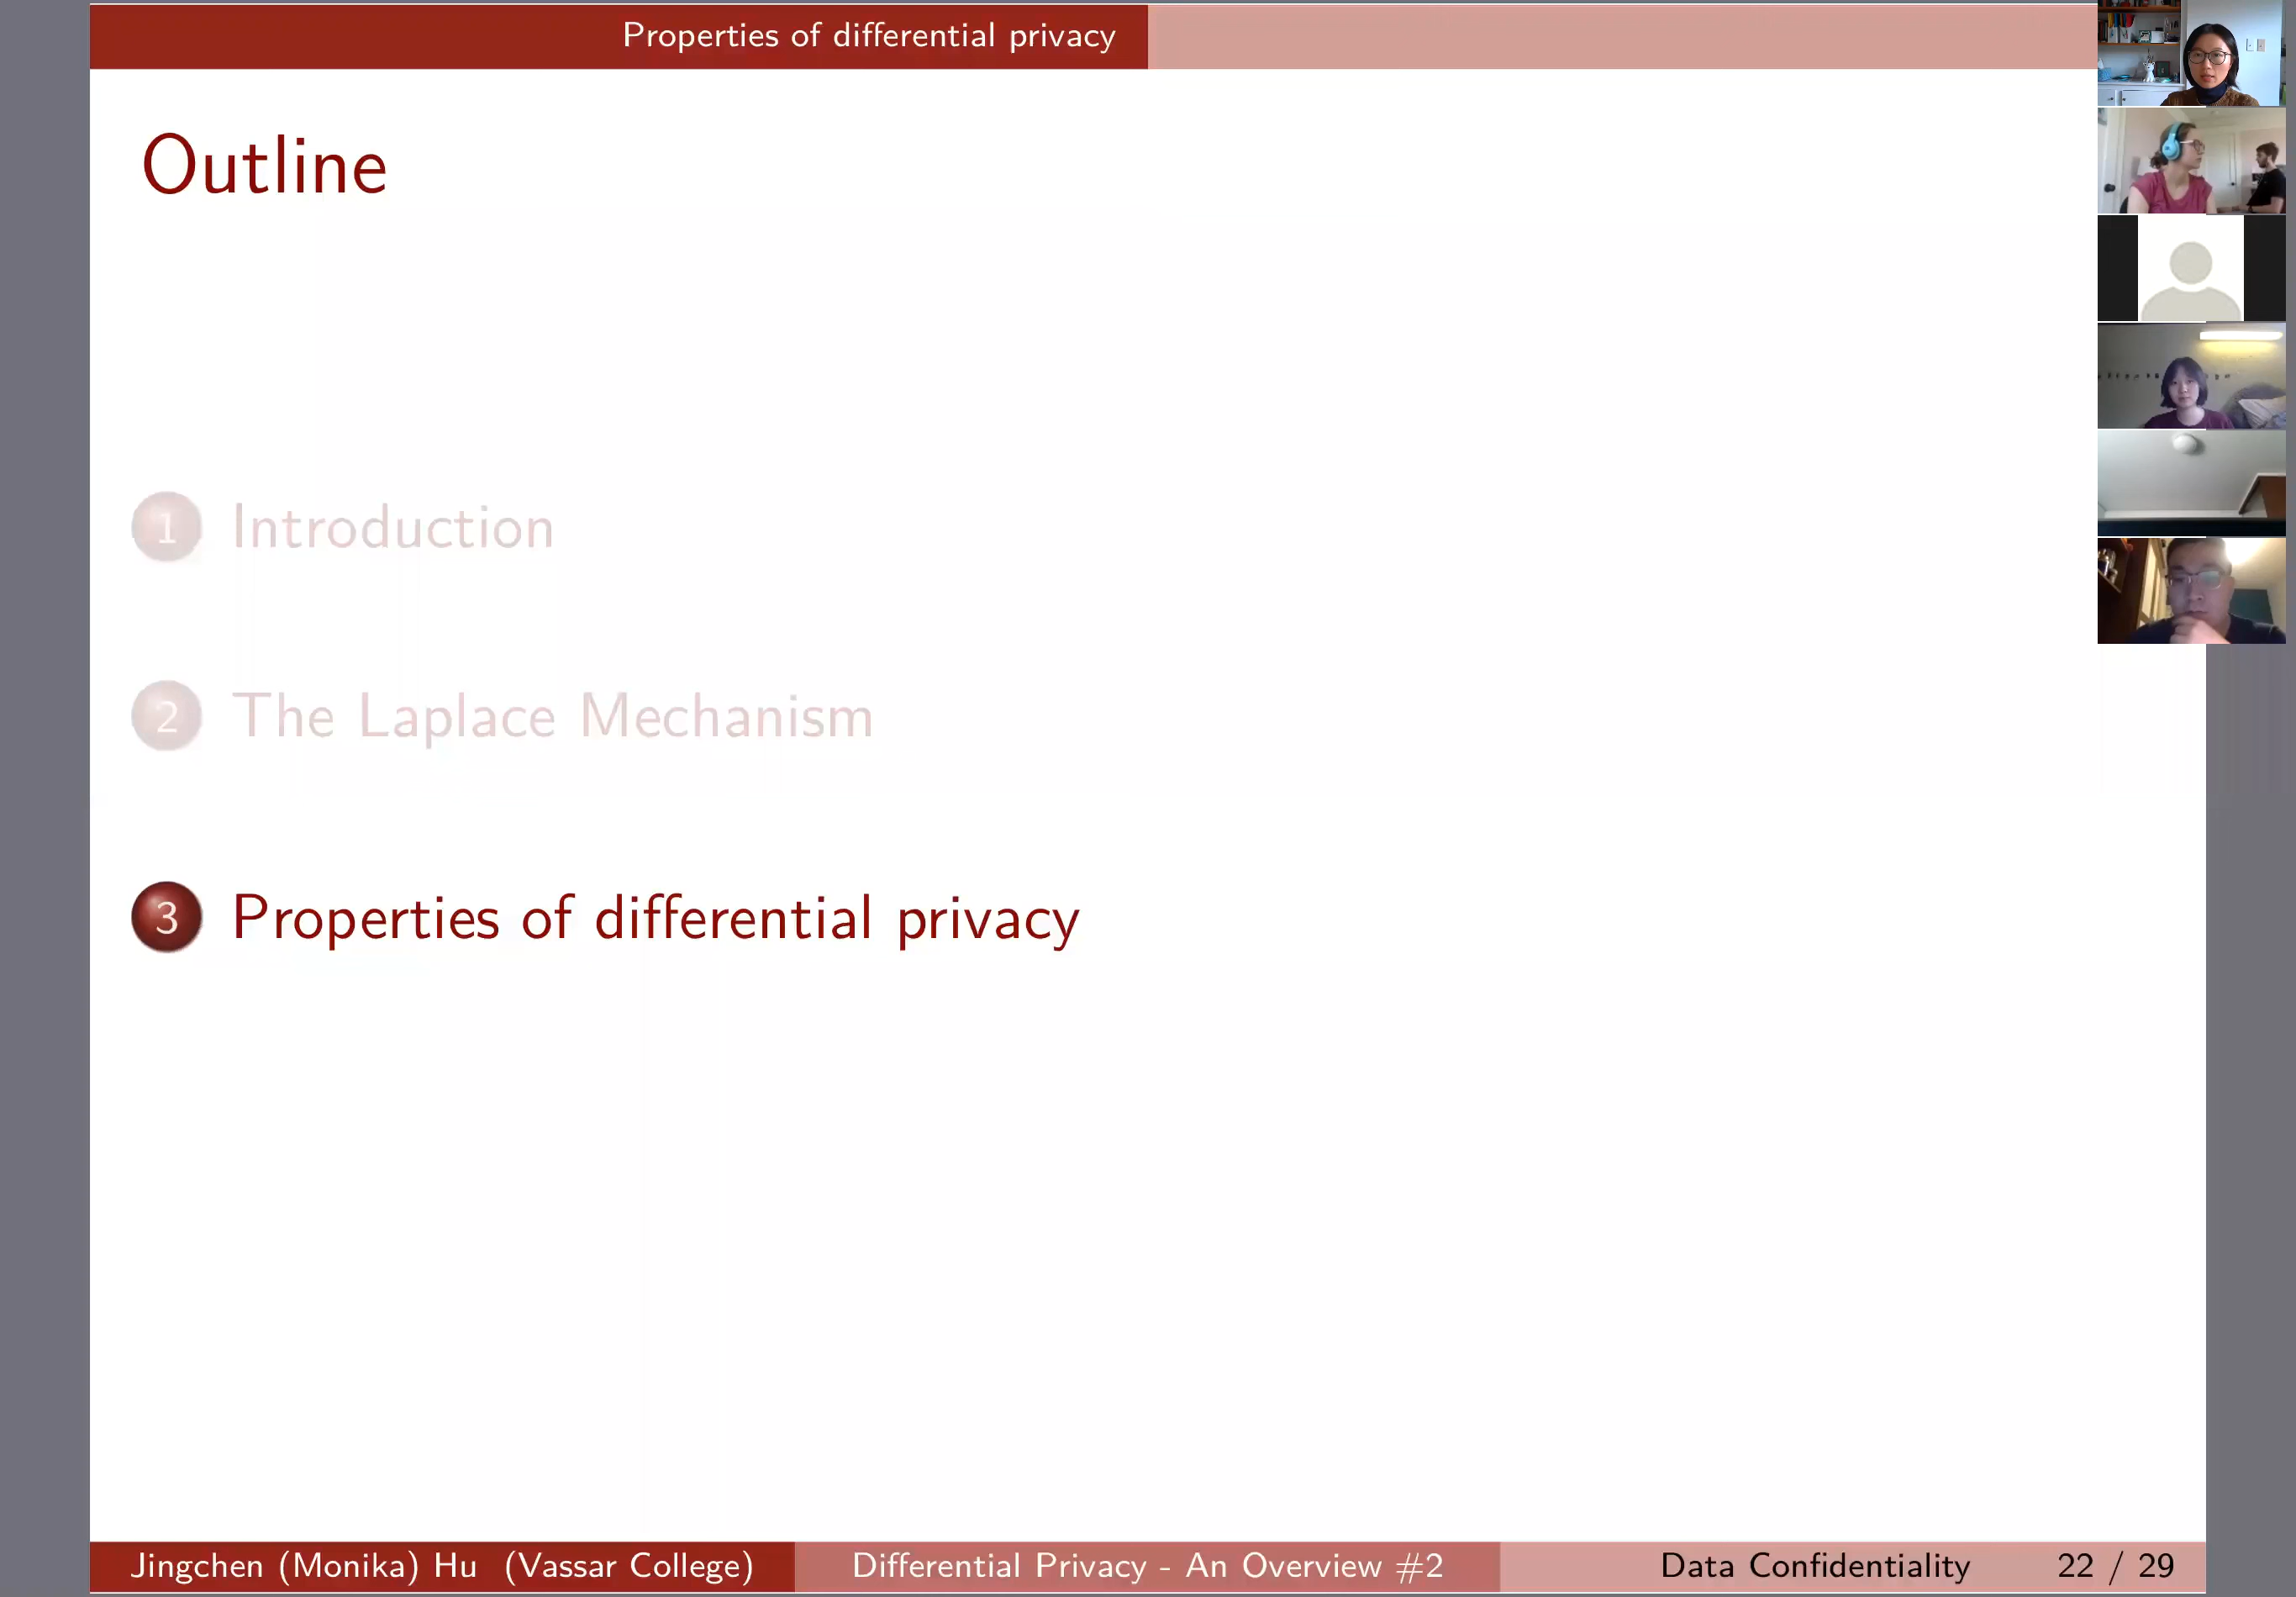 Properties of differential privacy
Outline
1 Introduction
2 The Laplace Mechanism
3 Properties of differential privacy
Jingchen (Monika) Hu (Vassar College) Differential Privacy - An Overview #2 Data Confidentiality 22 / 29